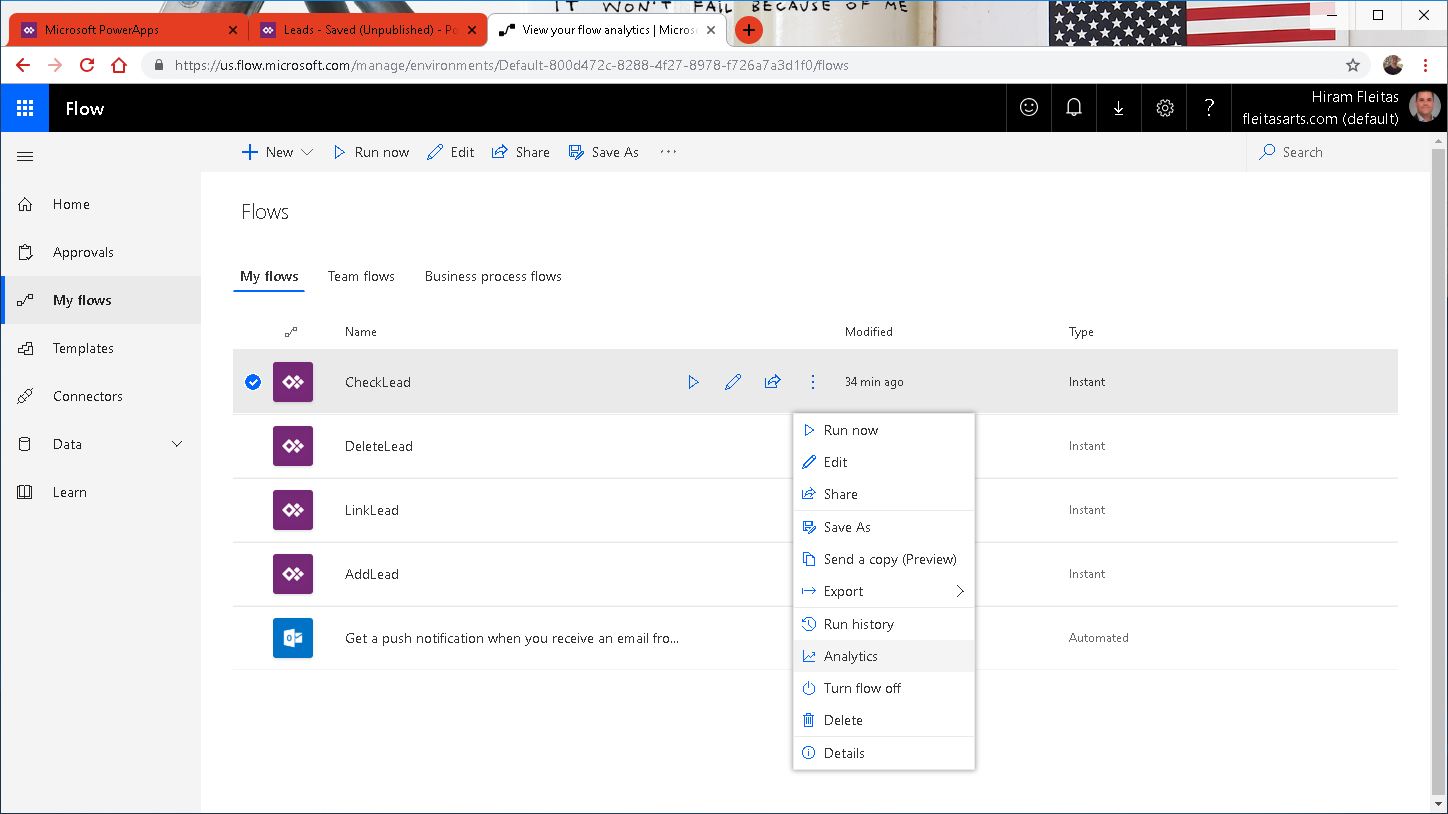 IT WON'T FAIL BECAUSE OF ME
Microsoft PowerApps
Leads - Saved (Unpublished) - Po
View your flow analytics | Micros
https://us.flow.microsoft.com/manage/environments/Default-800d472c-8288-4f27-8978-f726a7a3d1f0/flows
Flow
Hiram Fleitas
fleitasarts.com (default)
New
Run now
Edit
Share
Save As
Search
Home
Approvals
My flows
Templates
Connectors
Data
Learn
Flows
My flows
Team flows
Business process flows
Name
Modified
Type
CheckLead
34 min ago
Instant
DeleteLead
Instant
LinkLead
Instant
AddLead
Instant
Get a push notification when you receive an email fro...
Automated
Run now
Edit
Share
Save As
Send a copy (Preview)
Export
Run history
Analytics
Turn flow off
Delete
Details